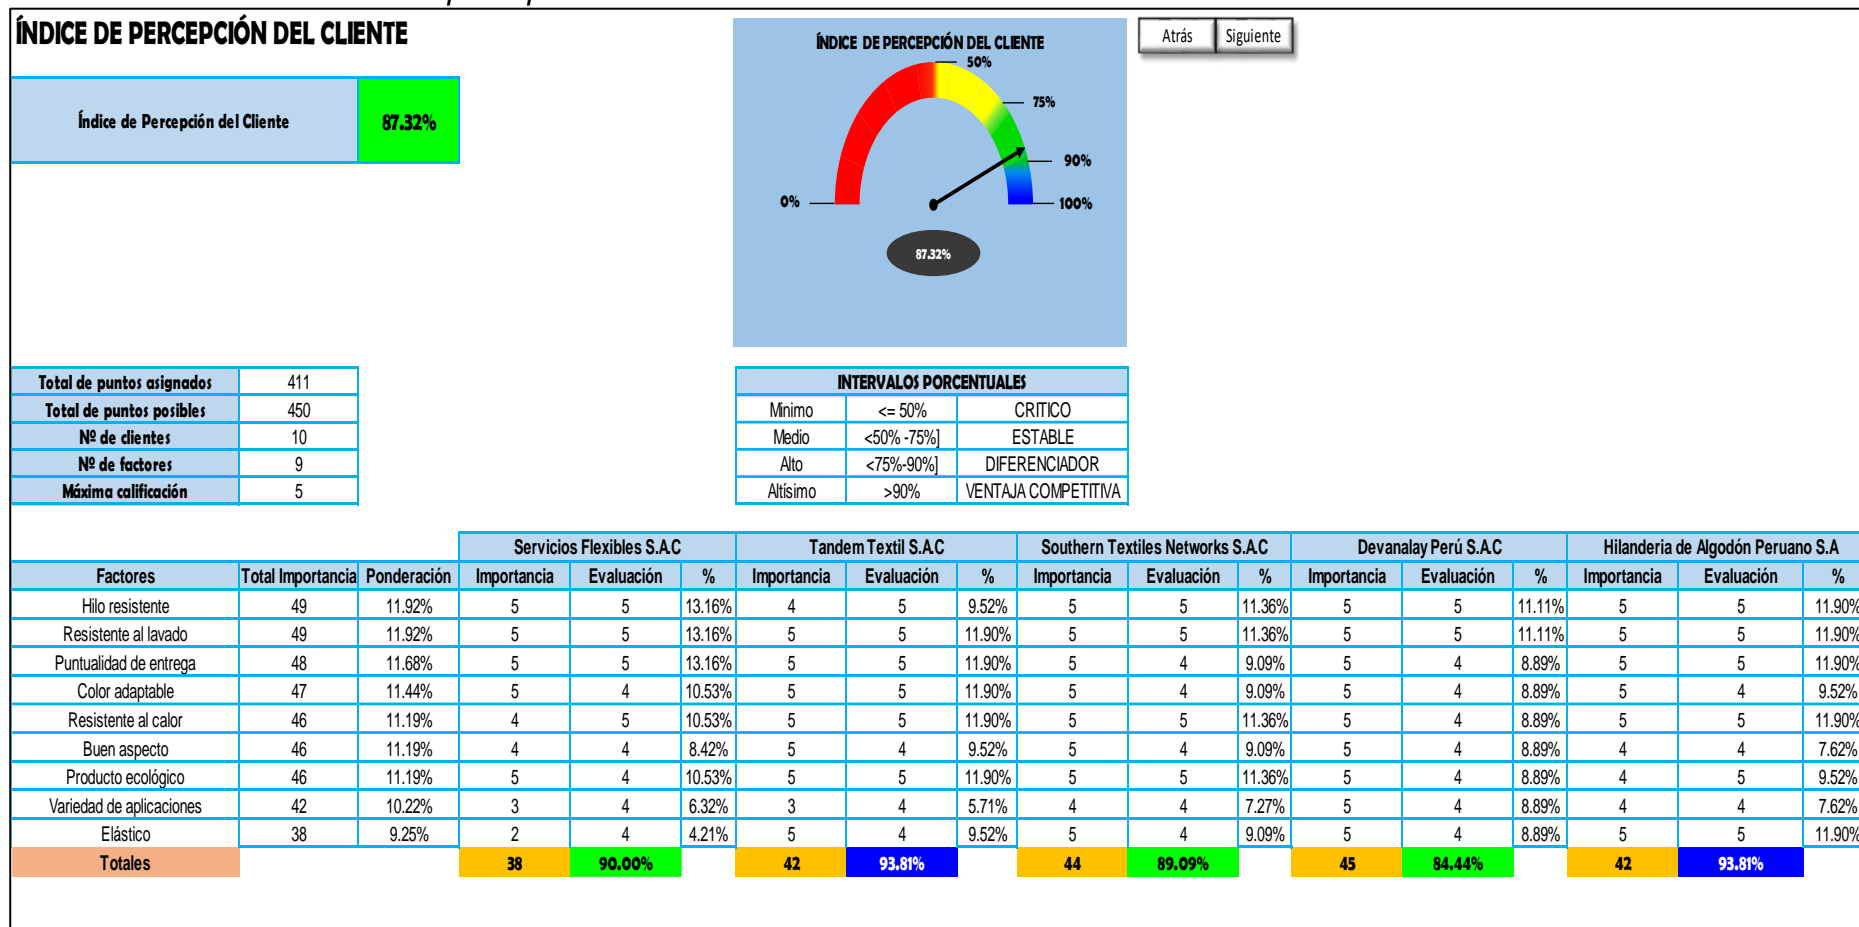 ÍNDICE DE PERCEPCIÓN DEL CLIENTE
Índice de Percepción del Cliente 87.32%
ÍNDICE DE PERCEPCIÓN DEL CLIENTE
50%
75%
90%
0% 100%
87.32%
Atrás Siguiente
Total de puntos asignados 411
Total de puntos posibles 450
Nº de clientes 10
Nº de factores 9
Máxima calificación 5
INTERVALOS PORCENTUALES
Minimo <= 50% CRITICO
Medio <50% -75%] ESTABLE
Alto <75%-90%] DIFERENCIADOR
Altísimo >90% VENTAJA COMPETITIVA
Servicios Flexibles S.A.C Tandem Textil S.A.C Southern Textiles Networks S.A.C Devanalay Perú S.A.C Hilanderia de Algodón Peruano S.A
Factores Total Importancia Ponderación Importancia Evaluación % Importancia Evaluación % Importancia Evaluación % Importancia Evaluación % Importancia Evaluación %
Hilo resistente 49 11.92% 5 5 13.16% 4 5 9.52% 5 5 11.36% 5 5 11.11% 5 5 11.90%
Resistente al lavado 49 11.92% 5 5 13.16% 5 5 11.90% 5 5 11.36% 5 5 11.11% 5 5 11.90%
Puntualidad de entrega 48 11.68% 5 5 13.16% 5 5 11.90% 5 4 9.09% 5 4 8.89% 5 5 11.90%
Color adaptable 47 11.44% 5 4 10.53% 5 5 11.90% 5 4 9.09% 5 4 8.89% 5 4 9.52%
Resistente al calor 46 11.19% 4 5 10.53% 5 5 11.90% 5 5 11.36% 5 4 8.89% 5 5 11.90%
Buen aspecto 46 11.19% 4 4 8.42% 5 4 9.52% 5 4 9.09% 5 4 8.89% 4 4 7.62%
Producto ecológico 46 11.19% 5 4 10.53% 5 5 11.90% 5 5 11.36% 5 4 8.89% 4 5 9.52%
Variedad de aplicaciones 42 10.22% 3 4 6.32% 3 4 5.71% 4 4 7.27% 5 4 8.89% 4 4 7.62%
Elástico 38 9.25% 2 4 4.21% 5 4 9.52% 5 4 9.09% 5 4 8.89% 5 5 11.90%
Totales 38 90.00% 42 93.81% 44 89.09% 45 84.44% 42 93.81%